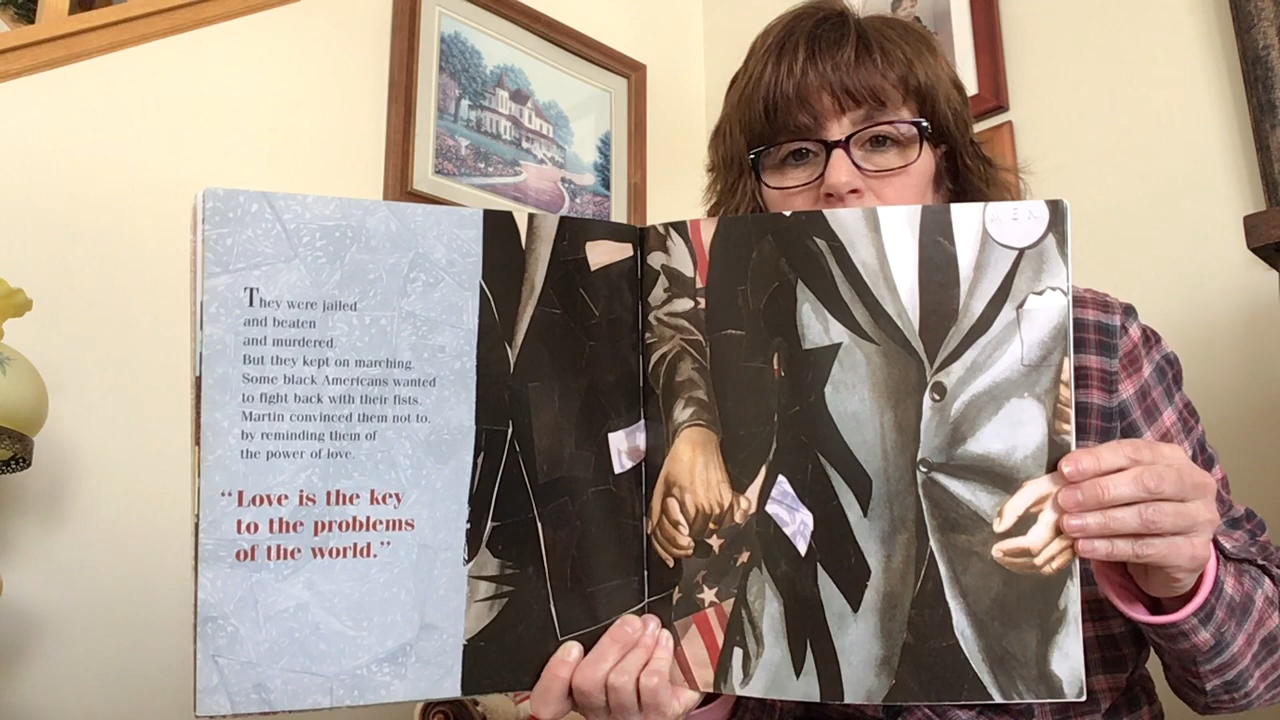 They were jailed
and beaten
and murdered.
But they kept on marching.
Some black Americans wanted
to fight back with their fists.
Martin convinced them not to,
by reminding them of
the power of love.
“Love is the key
to the problems
of the world.”